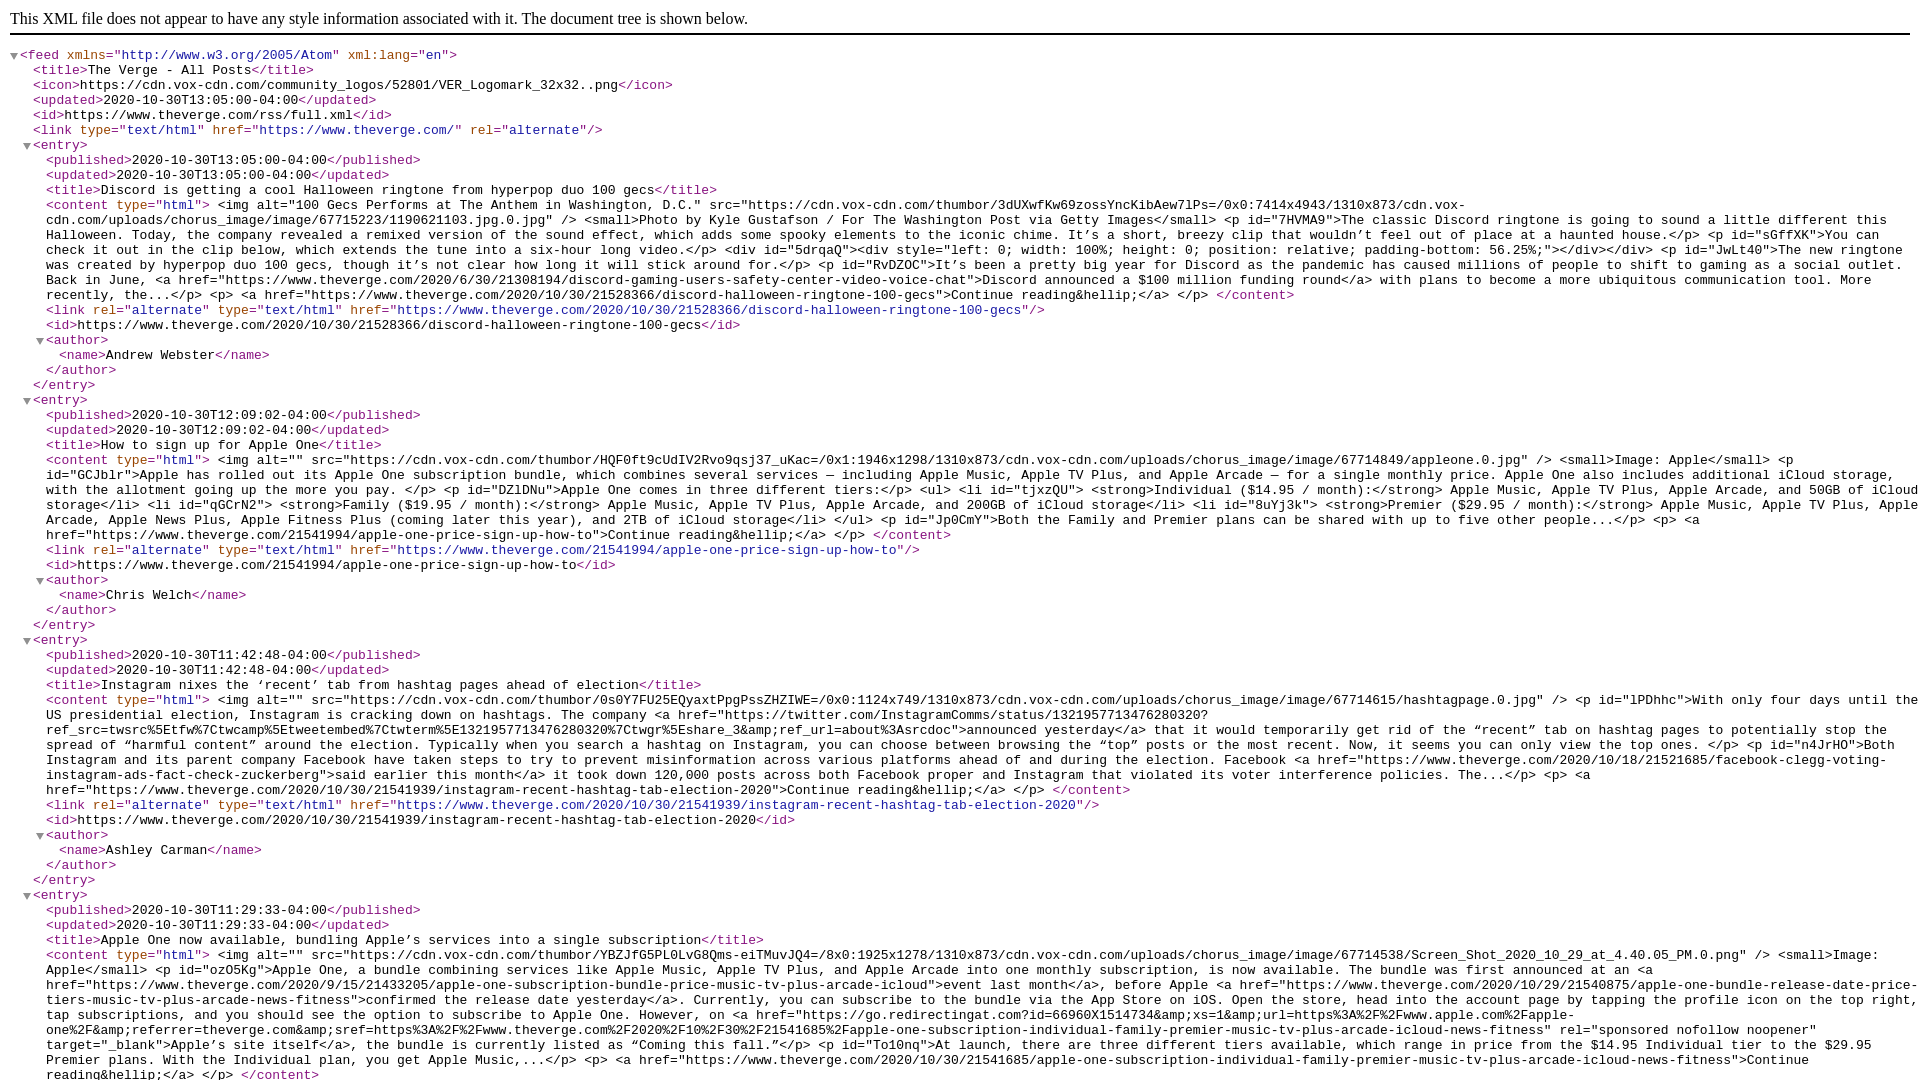 This XML file does not appear to have any style information associated with it. The document tree is shown below.
<feed xmlns="http://www.w3.org/2005/Atom" xml:lang="en">
<title>The Verge - All Posts</title>
<icon>https://cdn.vox-cdn.com/community_logos/52801/VER_Logomark_32x32..png</icon>
<updated>2020-10-30T13:05:00-04:00</updated>
<id>https://www.theverge.com/rss/full.xml</id>
<link type="text/html" href="https://www.theverge.com/" rel="alternate"/>
<entry>
<published>2020-10-30T13:05:00-04:00</published>
<updated>2020-10-30T13:05:00-04:00</updated>
<title>Discord is getting a cool Halloween ringtone from hyperpop duo 100 gecs</title>
<content type="html"> <img alt="100 Gecs Performs at The Anthem in Washington, D.C." src="https://cdn.vox-cdn.com/thumbor/3dUXwfKw69zossYncKibAew7lPs=/0x0:7414x4943/1310x873/cdn.vox-
cdn.com/uploads/chorus_image/image/67715223/1190621103.jpg.0.jpg" /> <small>Photo by Kyle Gustafson / For The Washington Post via Getty Images</small> <p id="7HVMA9">The classic Discord ringtone is going to sound a little different this
Halloween. Today, the company revealed a remixed version of the sound effect, which adds some spooky elements to the iconic chime. It’s a short, breezy clip that wouldn’t feel out of place at a haunted house.</p> <p id="sGffXK">You can
check it out in the clip below, which extends the tune into a six-hour long video.</p> <div id="5drqaQ"><div style="left: 0; width: 100%; height: 0; position: relative; padding-bottom: 56.25%;"></div></div> <p id="JwLt40">The new ringtone
was created by hyperpop duo 100 gecs, though it’s not clear how long it will stick around for.</p> <p id="RvDZOC">It’s been a pretty big year for Discord as the pandemic has caused millions of people to shift to gaming as a social outlet.
Back in June, <a href="https://www.theverge.com/2020/6/30/21308194/discord-gaming-users-safety-center-video-voice-chat">Discord announced a $100 million funding round</a> with plans to become a more ubiquitous communication tool. More
recently, the...</p> <p> <a href="https://www.theverge.com/2020/10/30/21528366/discord-halloween-ringtone-100-gecs">Continue reading&hellip;</a> </p> </content>
<link rel="alternate" type="text/html" href="https://www.theverge.com/2020/10/30/21528366/discord-halloween-ringtone-100-gecs"/>
<id>https://www.theverge.com/2020/10/30/21528366/discord-halloween-ringtone-100-gecs</id>
<author>
<name>Andrew Webster</name>
</author>
</entry>
<entry>
<published>2020-10-30T12:09:02-04:00</published>
<updated>2020-10-30T12:09:02-04:00</updated>
<title>How to sign up for Apple One</title>
<content type="html"> <img alt="" src="https://cdn.vox-cdn.com/thumbor/HQF0ft9cUdIV2Rvo9qsj37_uKac=/0x1:1946x1298/1310x873/cdn.vox-cdn.com/uploads/chorus_image/image/67714849/appleone.0.jpg" /> <small>Image: Apple</small> <p
id="GCJblr">Apple has rolled out its Apple One subscription bundle, which combines several services — including Apple Music, Apple TV Plus, and Apple Arcade — for a single monthly price. Apple One also includes additional iCloud storage,
with the allotment going up the more you pay. </p> <p id="DZlDNu">Apple One comes in three different tiers:</p> <ul> <li id="tjxzQU"> <strong>Individual ($14.95 / month):</strong> Apple Music, Apple TV Plus, Apple Arcade, and 50GB of iCloud
storage</li> <li id="qGCrN2"> <strong>Family ($19.95 / month):</strong> Apple Music, Apple TV Plus, Apple Arcade, and 200GB of iCloud storage</li> <li id="8uYj3k"> <strong>Premier ($29.95 / month):</strong> Apple Music, Apple TV Plus, Apple
Arcade, Apple News Plus, Apple Fitness Plus (coming later this year), and 2TB of iCloud storage</li> </ul> <p id="Jp0CmY">Both the Family and Premier plans can be shared with up to five other people...</p> <p> <a
href="https://www.theverge.com/21541994/apple-one-price-sign-up-how-to">Continue reading&hellip;</a> </p> </content>
<link rel="alternate" type="text/html" href="https://www.theverge.com/21541994/apple-one-price-sign-up-how-to"/>
<id>https://www.theverge.com/21541994/apple-one-price-sign-up-how-to</id>
<author>
<name>Chris Welch</name>
</author>
</entry>
<entry>
<published>2020-10-30T11:42:48-04:00</published>
<updated>2020-10-30T11:42:48-04:00</updated>
<title>Instagram nixes the ‘recent’ tab from hashtag pages ahead of election</title>
<content type="html"> <img alt="" src="https://cdn.vox-cdn.com/thumbor/0s0Y7FU25EQyaxtPpgPssZHZIWE=/0x0:1124x749/1310x873/cdn.vox-cdn.com/uploads/chorus_image/image/67714615/hashtagpage.0.jpg" /> <p id="lPDhhc">With only four days until the
US presidential election, Instagram is cracking down on hashtags. The company <a href="https://twitter.com/InstagramComms/status/1321957713476280320?
ref_src=twsrc%5Etfw%7Ctwcamp%5Etweetembed%7Ctwterm%5E1321957713476280320%7Ctwgr%5Eshare_3&amp;ref_url=about%3Asrcdoc">announced yesterday</a> that it would temporarily get rid of the “recent” tab on hashtag pages to potentially stop the
spread of “harmful content” around the election. Typically when you search a hashtag on Instagram, you can choose between browsing the “top” posts or the most recent. Now, it seems you can only view the top ones. </p> <p id="n4JrHO">Both
Instagram and its parent company Facebook have taken steps to try to prevent misinformation across various platforms ahead of and during the election. Facebook <a href="https://www.theverge.com/2020/10/18/21521685/facebook-clegg-voting-
instagram-ads-fact-check-zuckerberg">said earlier this month</a> it took down 120,000 posts across both Facebook proper and Instagram that violated its voter interference policies. The...</p> <p> <a
href="https://www.theverge.com/2020/10/30/21541939/instagram-recent-hashtag-tab-election-2020">Continue reading&hellip;</a> </p> </content>
<link rel="alternate" type="text/html" href="https://www.theverge.com/2020/10/30/21541939/instagram-recent-hashtag-tab-election-2020"/>
<id>https://www.theverge.com/2020/10/30/21541939/instagram-recent-hashtag-tab-election-2020</id>
<author>
<name>Ashley Carman</name>
</author>
</entry>
<entry>
<published>2020-10-30T11:29:33-04:00</published>
<updated>2020-10-30T11:29:33-04:00</updated>
<title>Apple One now available, bundling Apple’s services into a single subscription</title>
<content type="html"> <img alt="" src="https://cdn.vox-cdn.com/thumbor/YBZJfG5PL0LvG8Qms-eiTMuvJQ4=/8x0:1925x1278/1310x873/cdn.vox-cdn.com/uploads/chorus_image/image/67714538/Screen_Shot_2020_10_29_at_4.40.05_PM.0.png" /> <small>Image:
Apple</small> <p id="ozO5Kg">Apple One, a bundle combining services like Apple Music, Apple TV Plus, and Apple Arcade into one monthly subscription, is now available. The bundle was first announced at an <a
href="https://www.theverge.com/2020/9/15/21433205/apple-one-subscription-bundle-price-music-tv-plus-arcade-icloud">event last month</a>, before Apple <a href="https://www.theverge.com/2020/10/29/21540875/apple-one-bundle-release-date-price-
tiers-music-tv-plus-arcade-news-fitness">confirmed the release date yesterday</a>. Currently, you can subscribe to the bundle via the App Store on iOS. Open the store, head into the account page by tapping the profile icon on the top right,
tap subscriptions, and you should see the option to subscribe to Apple One. However, on <a href="https://go.redirectingat.com?id=66960X1514734&amp;xs=1&amp;url=https%3A%2F%2Fwww.apple.com%2Fapple-
one%2F&amp;referrer=theverge.com&amp;sref=https%3A%2F%2Fwww.theverge.com%2F2020%2F10%2F30%2F21541685%2Fapple-one-subscription-individual-family-premier-music-tv-plus-arcade-icloud-news-fitness" rel="sponsored nofollow noopener"
target="_blank">Apple’s site itself</a>, the bundle is currently listed as “Coming this fall.”</p> <p id="To10nq">At launch, there are three different tiers available, which range in price from the $14.95 Individual tier to the $29.95
Premier plans. With the Individual plan, you get Apple Music,...</p> <p> <a href="https://www.theverge.com/2020/10/30/21541685/apple-one-subscription-individual-family-premier-music-tv-plus-arcade-icloud-news-fitness">Continue
reading&hellip;</a> </p> </content>